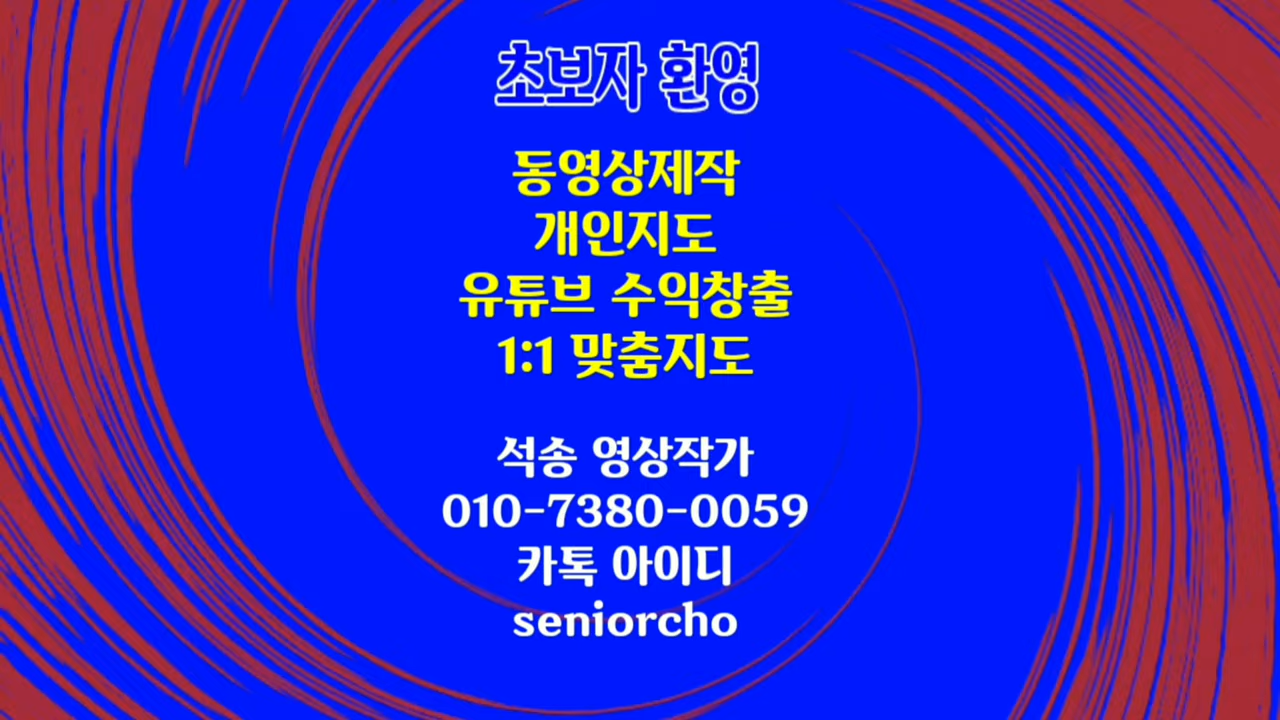 초보자 환영
동영상제작
개인지도
유튜브 수익창출
1:1 맞춤지도
석송 영상작가
010-7380-0059
카톡 아이디
seniorcho